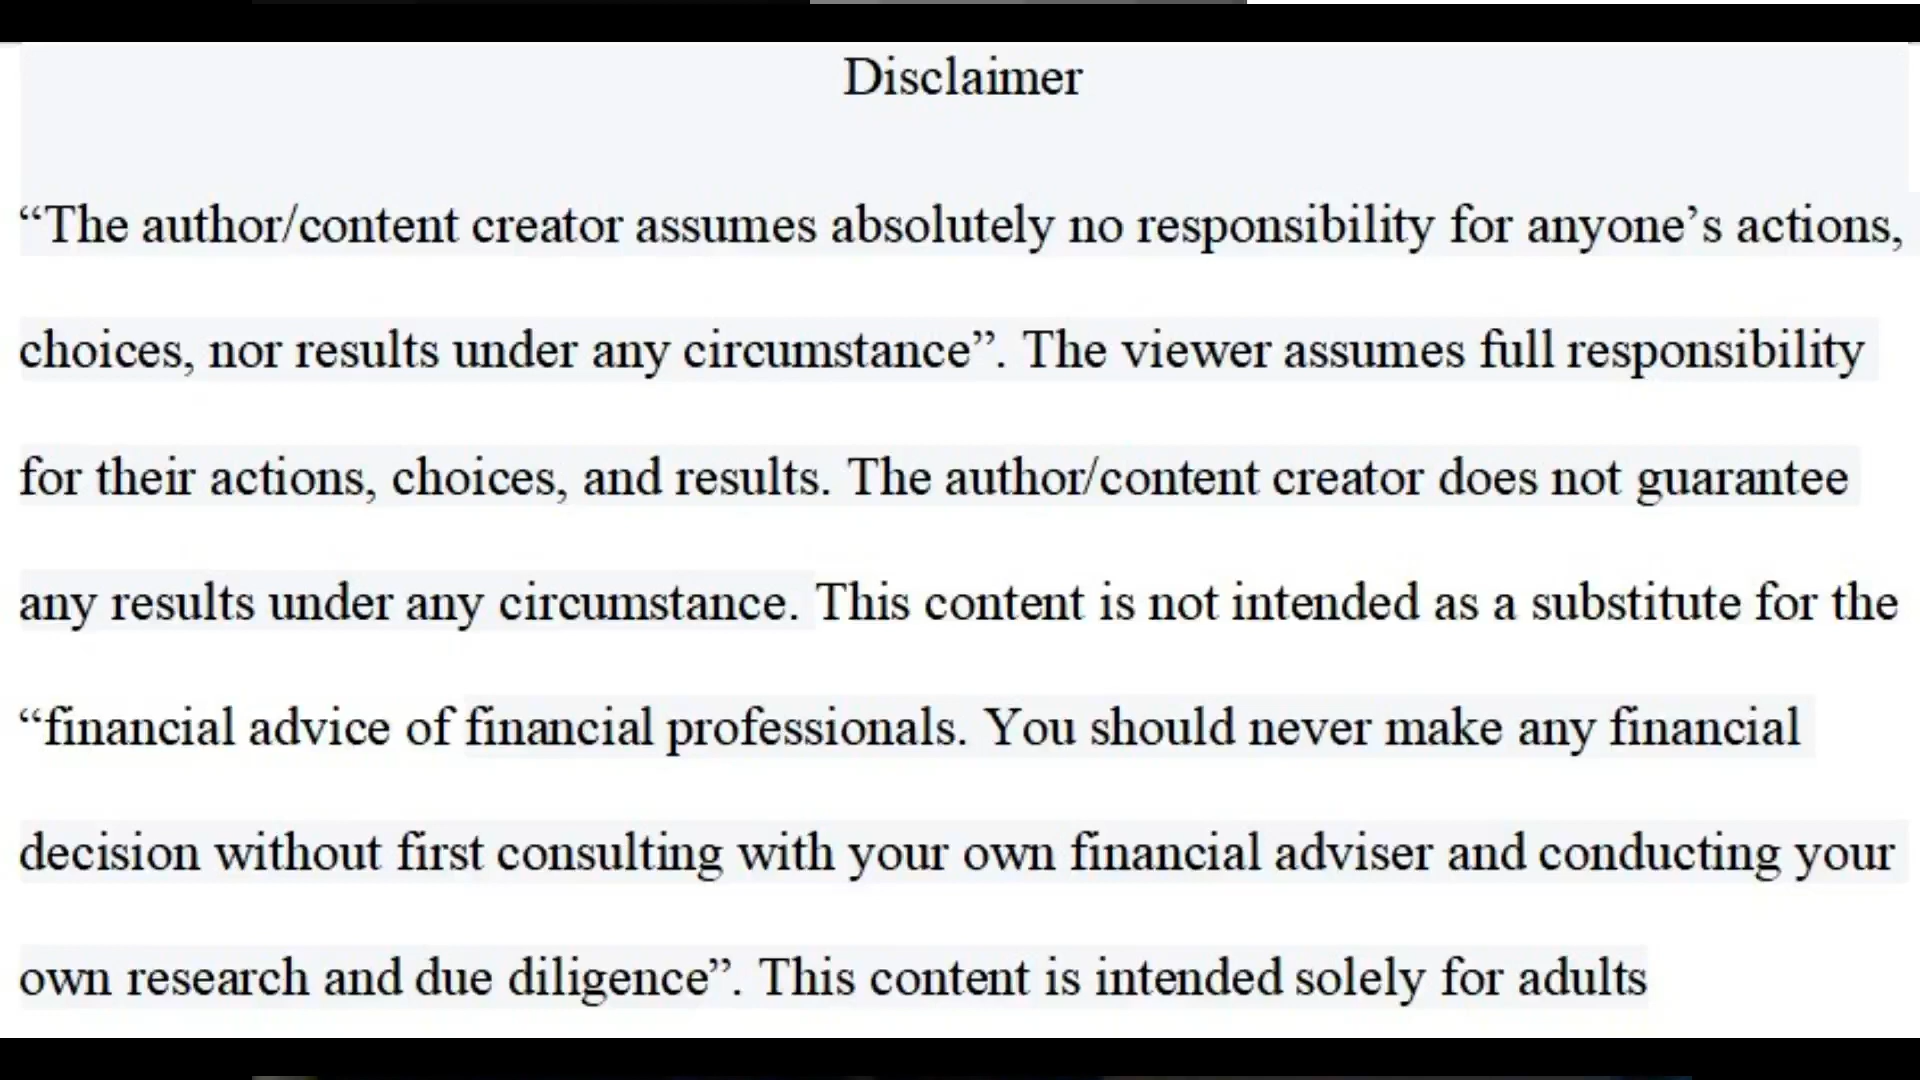 Disclaimer
“The author/content creator assumes absolutely no responsibility for anyone’s actions,
choices, nor results under any circumstance”. The viewer assumes full responsibility
for their actions, choices, and results. The author/content creator does not guarantee
any results under any circumstance. This content is not intended as a substitute for the
“financial advice of financial professionals. You should never make any financial
decision without first consulting with your own financial adviser and conducting your
own research and due diligence”. This content is intended solely for adults